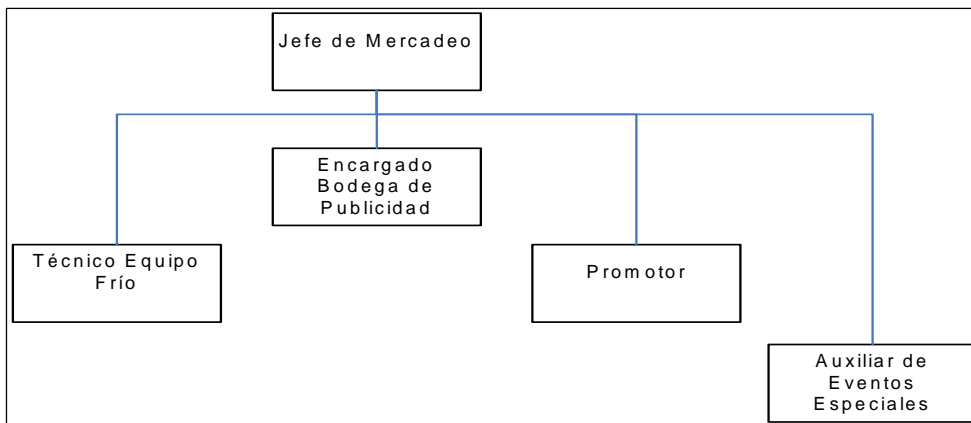 Jefe de Mercadeo
Encargado
Bodega de
Publicidad
Técnico Equipo
Frío
Promotor
Auxiliar de
Eventos
Especiales